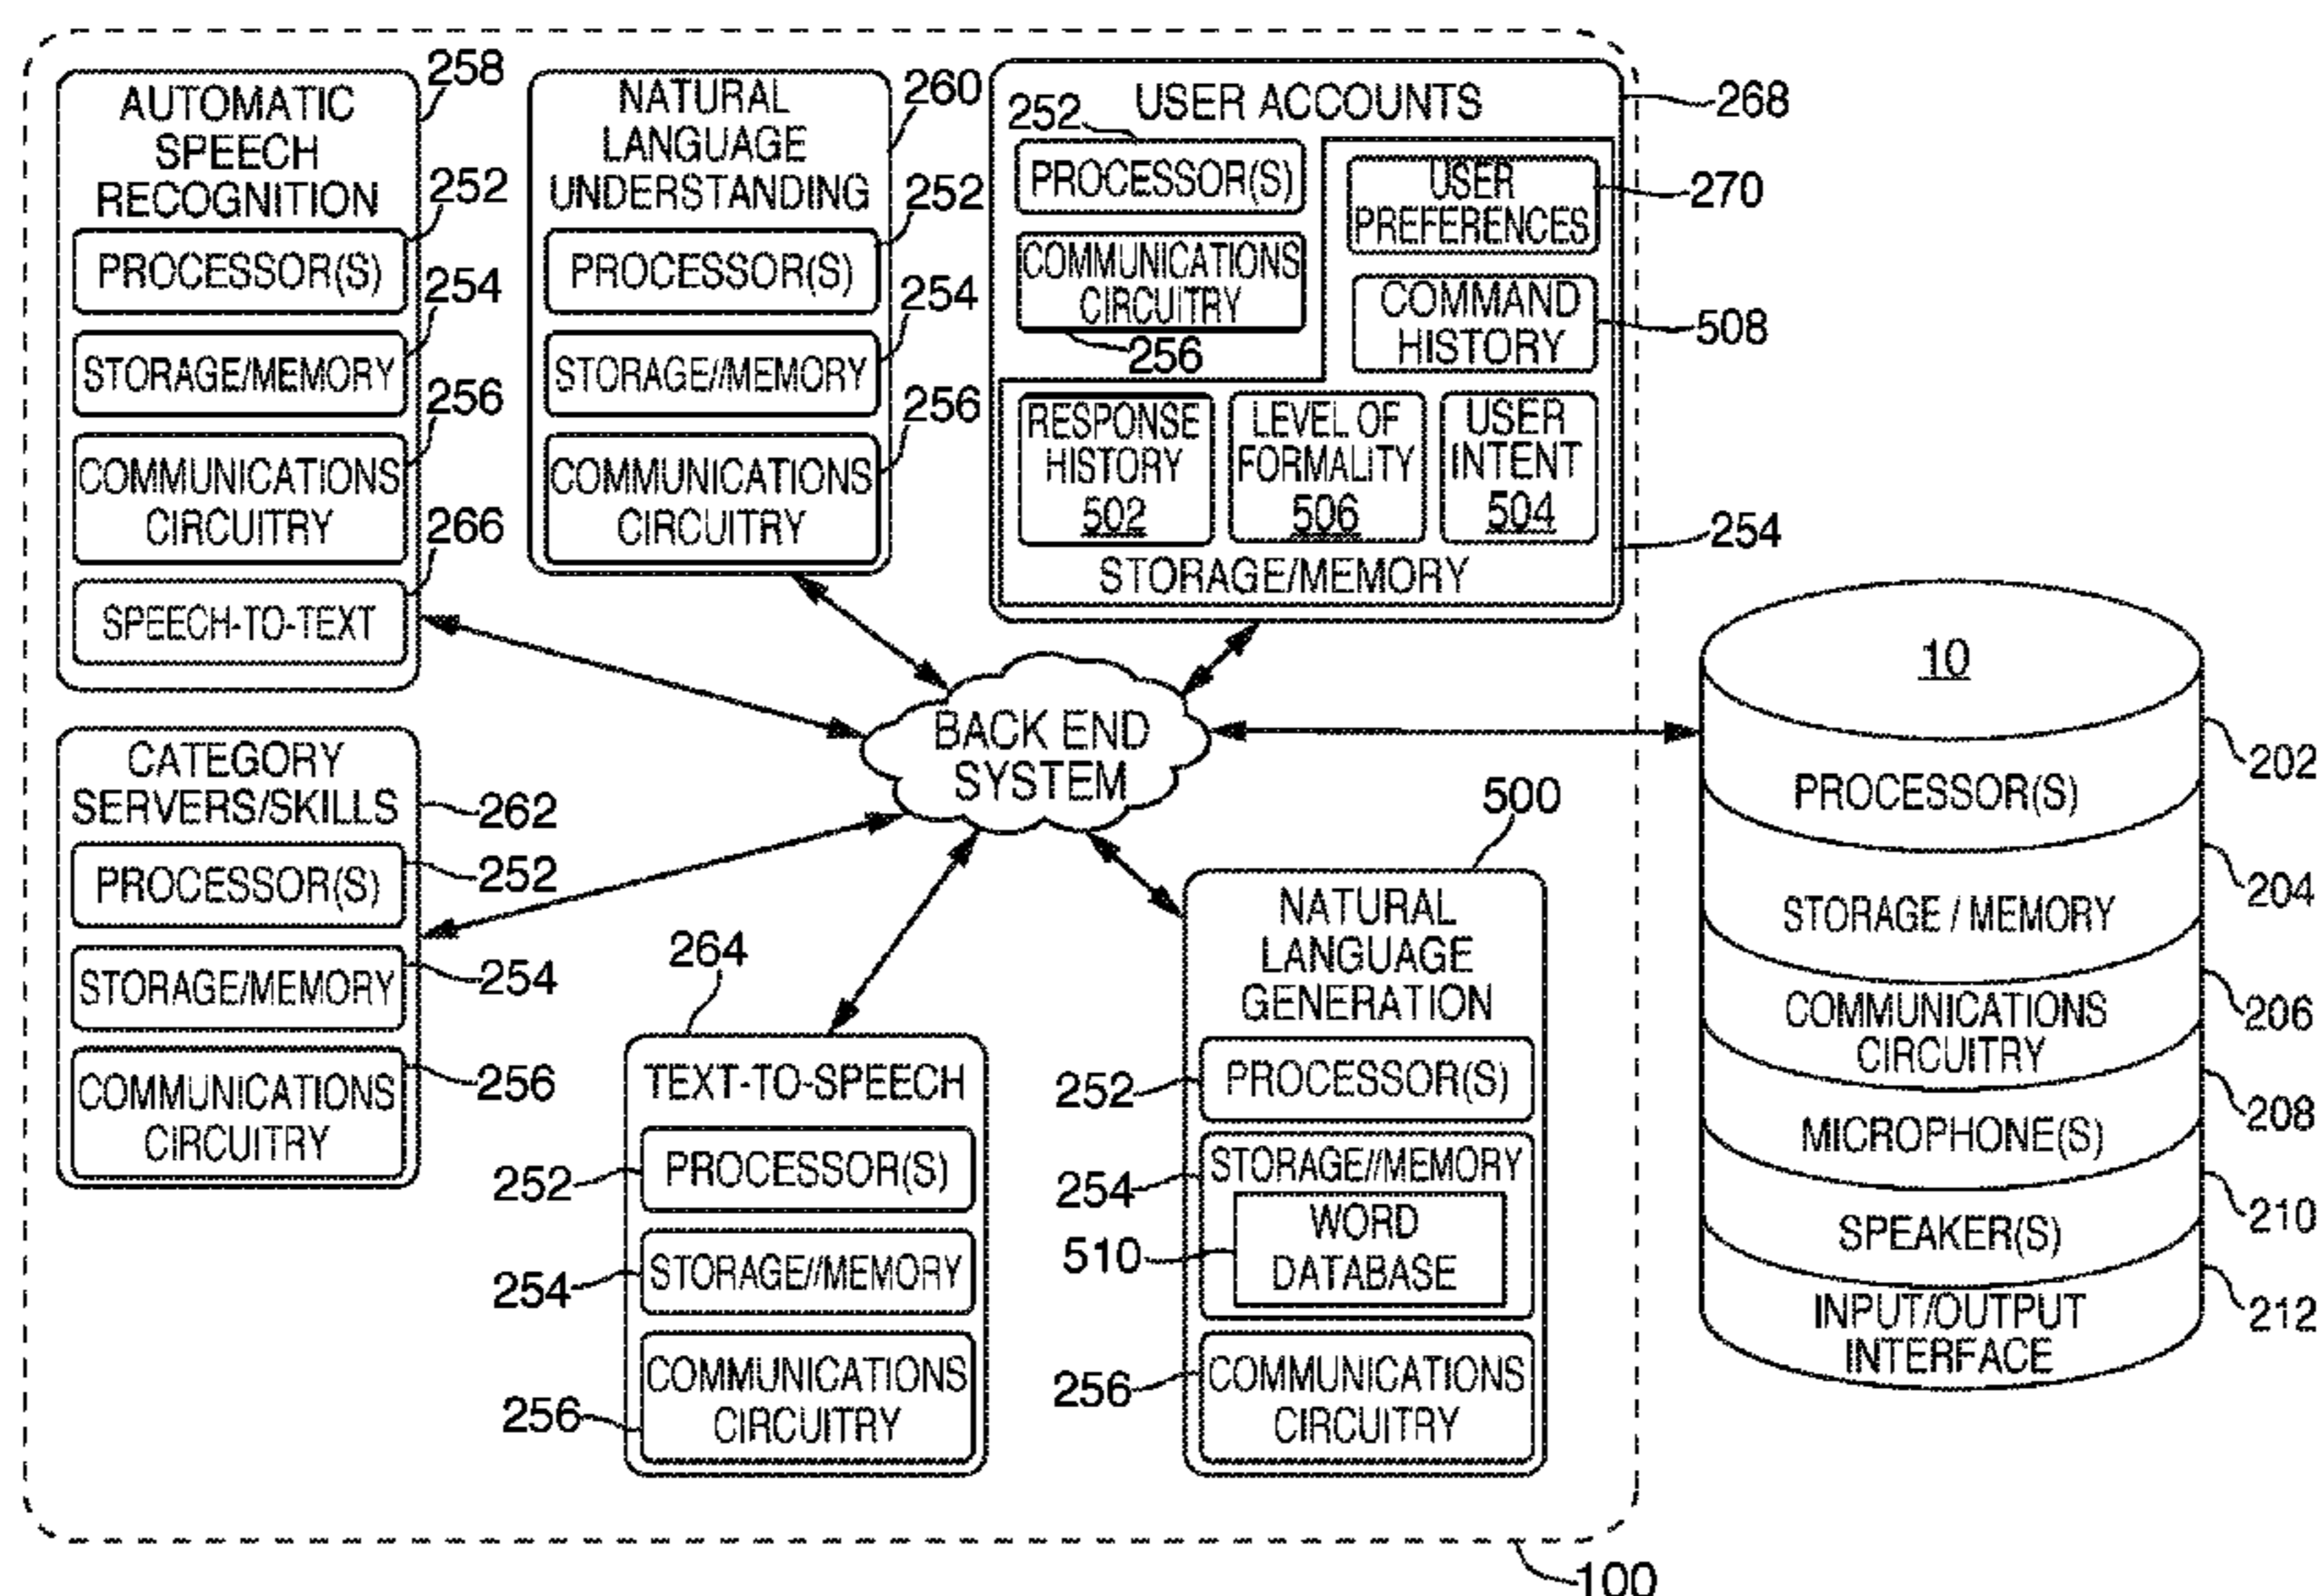 AUTOMATIC
SPEECH
RECOGNITION
258
PROCESSOR(S)
252
STORAGE/MEMORY
254
COMMUNICATIONS
CIRCUITRY
256
SPEECH-TO-TEXT
266
NATURAL
LANGUAGE
UNDERSTANDING
260
PROCESSOR(S)
252
STORAGE//MEMORY
254
COMMUNICATIONS
CIRCUITRY
256
USER ACCOUNTS
268
252
PROCESSOR(S)
COMMUNICATIONS
CIRCUITRY
256
USER
PREFERENCES
270
COMMAND
HISTORY
508
RESPONSE
HISTORY
502
LEVEL OF
FORMALITY
506
USER
INTENT
504
STORAGE/MEMORY
254
BACK END
SYSTEM
CATEGORY
SERVERS/SKILLS
262
PROCESSOR(S)
252
STORAGE/MEMORY
254
COMMUNICATIONS
CIRCUITRY
256
264
TEXT-TO-SPEECH
252
PROCESSOR(S)
254
STORAGE//MEMORY
256
COMMUNICATIONS
CIRCUITRY
500
NATURAL
LANGUAGE
GENERATION
252
PROCESSOR(S)
254
STORAGE//MEMORY
510
WORD
DATABASE
256
COMMUNICATIONS
CIRCUITRY
10
202
PROCESSOR(S)
204
STORAGE / MEMORY
206
COMMUNICATIONS
CIRCUITRY
208
MICROPHONE(S)
210
SPEAKER(S)
212
INPUT/OUTPUT
INTERFACE
100